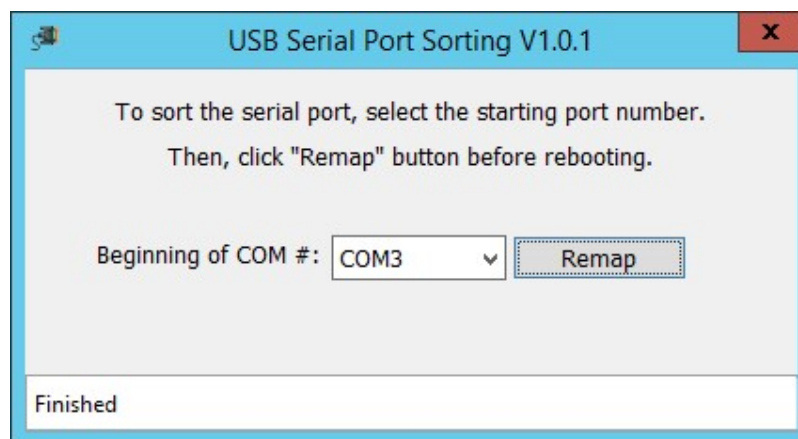 USB Serial Port Sorting V1.0.1
x
To sort the serial port, select the starting port number.
Then, click "Remap" button before rebooting.
Beginning of COM #: COM3 Remap
Finished